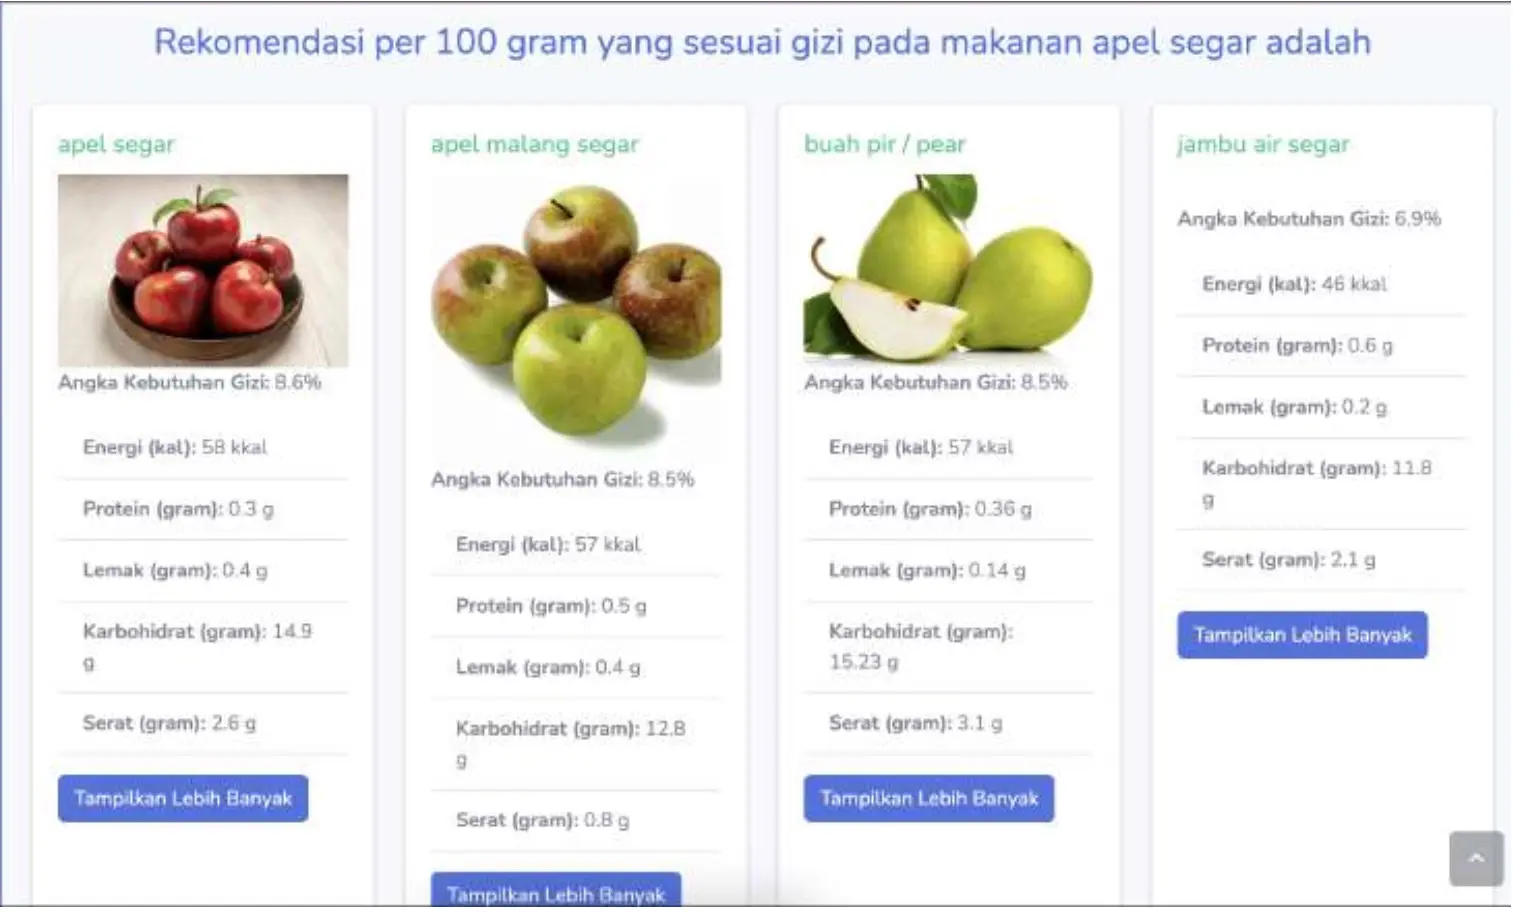 Rekomendasi per 100 gram yang sesuai gizi pada makanan apel segar adalah
apel segar
Angka Kebutuhan Gizi: 8.6%
Energi (kal): 58 kkal
Protein (gram): 0.3 g
Lemak (gram): 0.4 g
Karbohidrat (gram): 14.9
g
Serat (gram): 2.6 g
Tampilkan Lebih Banyak
apel malang segar
Angka Kebutuhan Gizi: 8.5%
Energi (kal): 57 kkal
Protein (gram): 0.5 g
Lemak (gram): 0.4 g
Karbohidrat (gram): 12.8
g
Serat (gram): 0.8 g
Tampilkan Lebih Banyak
buah pir / pear
Angka Kebutuhan Gizi: 8.5%
Energi (kal): 57 kkal
Protein (gram): 0.36 g
Lemak (gram): 0.14 g
Karbohidrat (gram):
15.23 g
Serat (gram): 3.1 g
Tampilkan Lebih Banyak
jambu air segar
Angka Kebutuhan Gizi: 6.9%
Energi (kal): 46 kkal
Protein (gram): 0.6 g
Lemak (gram): 0.2 g
Karbohidrat (gram): 11.8
g
Serat (gram): 2.1 g
Tampilkan Lebih Banyak